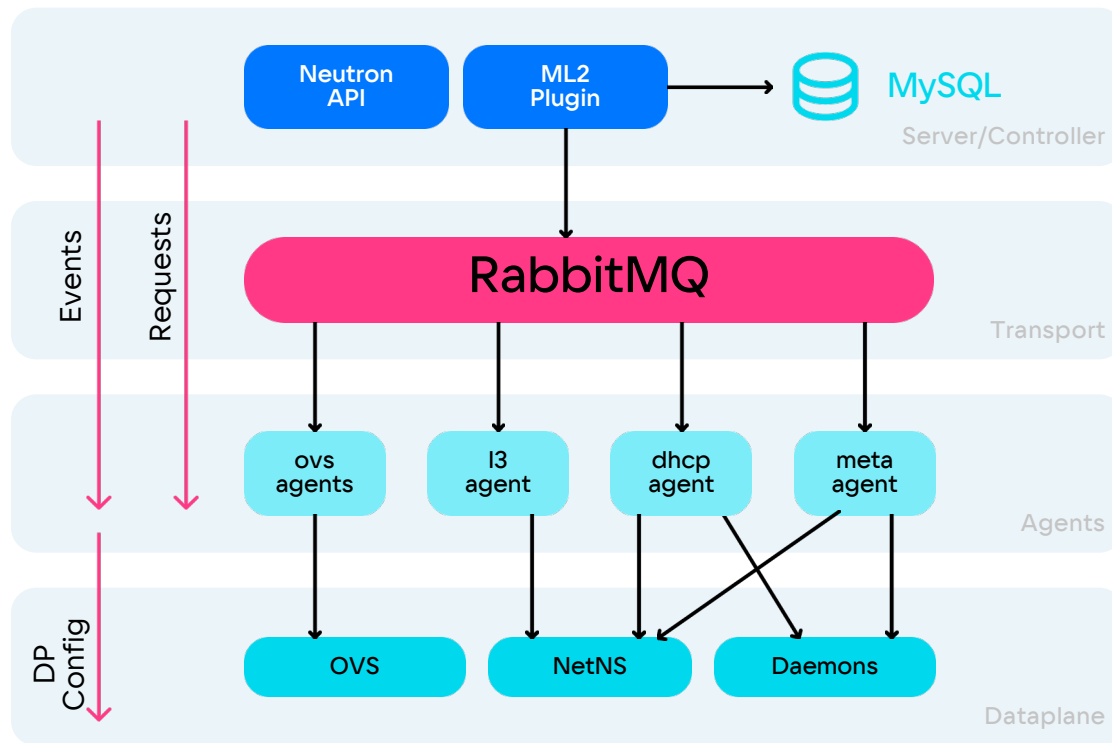 Neutron
API
ML2
Plugin
MySQL
Server/Controller
Events
Requests
RabbitMQ
Transport
ovs
agents
l3
agent
dhcp
agent
meta
agent
Agents
DP
Config
OVS
NetNS
Daemons
Dataplane